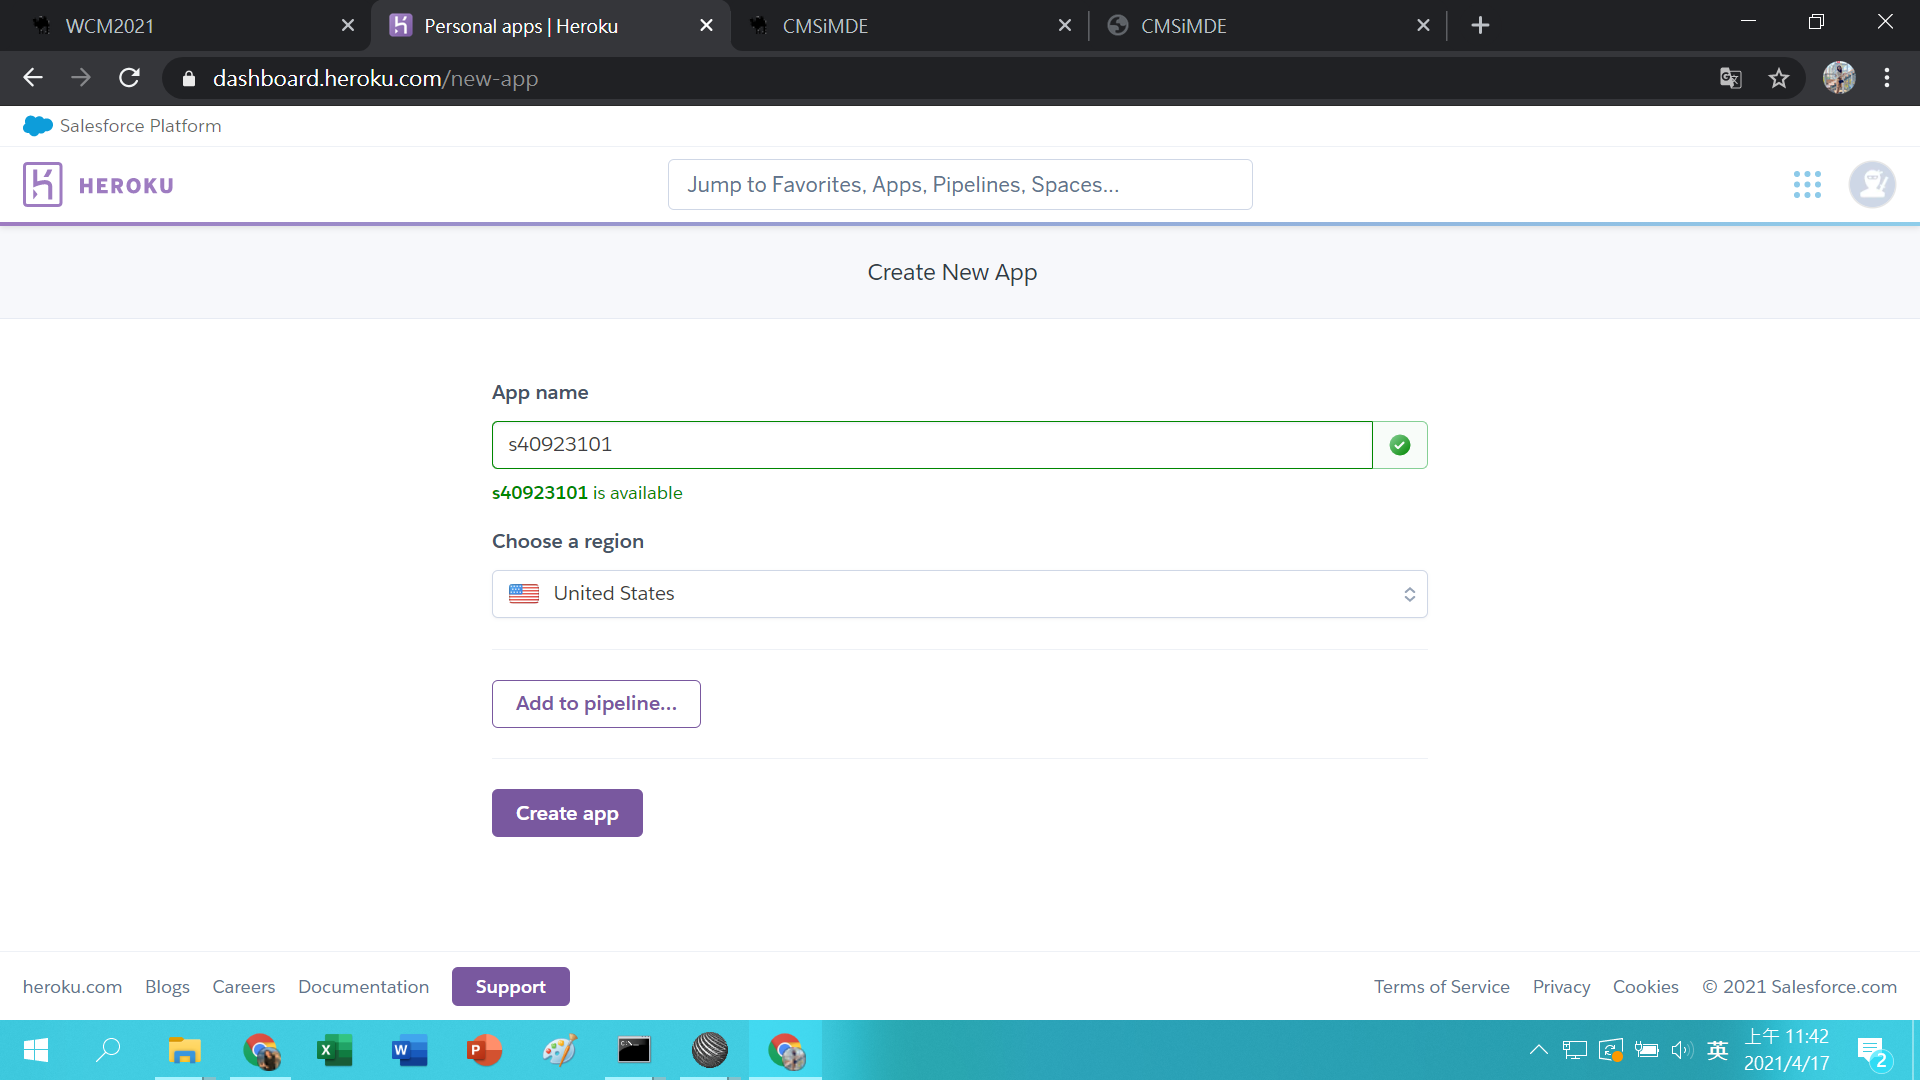 WCM2021
Personal apps | Heroku
CMSiMDE
CMSiMDE
dashboard.heroku.com/new-app
Salesforce Platform
HEROKU
Jump to Favorites, Apps, Pipelines, Spaces...
Create New App
App name
s40923101
s40923101 is available
Choose a region
United States
Add to pipeline...
Create app
heroku.com Blogs Careers Documentation Support
Terms of Service Privacy Cookies © 2021 Salesforce.com
英
上午 11:42
2021/4/17
2